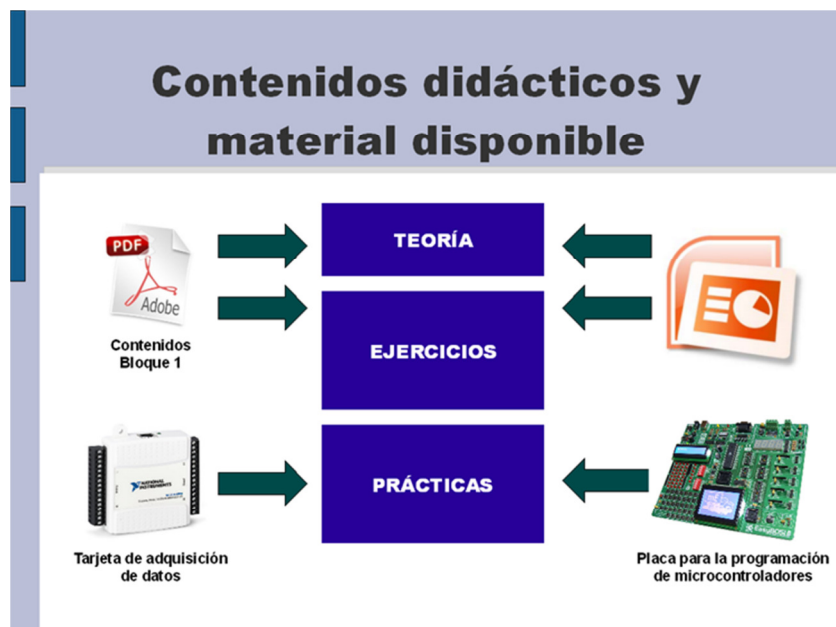 Contenidos didácticos y
material disponible
TEORÍA
PDF
Adobe
Contenidos
Bloque 1
EJERCICIOS
NATIONAL
INSTRUMENTS
PRÁCTICAS
Tarjeta de adquisición
de datos
Placa para la programación
de microcontroladores